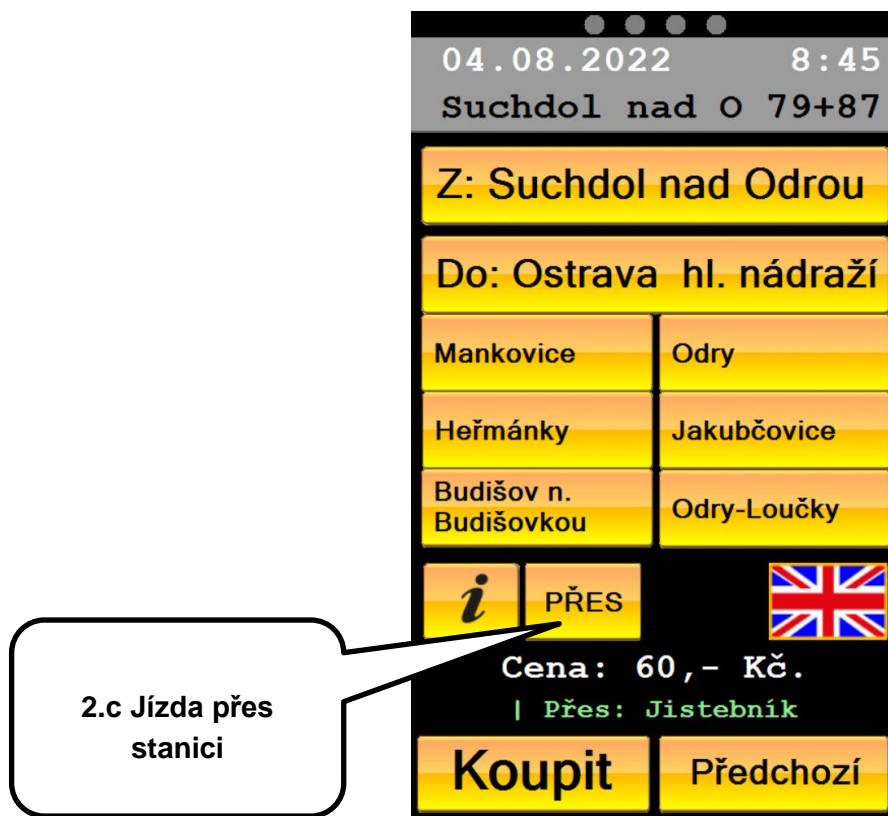 04.08.2022 8:45
Suchdol nad O 79+87
Z: Suchdol nad Odrou
Do: Ostrava hl. nádraží
Mankovice
Odry
Heřmánky
Jakubčovice
Budišov n.
Budišovkou
Odry-Loučky
i
PŘES
2.c Jízda přes
stanici
Cena: 60,- Kč.
| Přes: Jistebník
Koupit
Předchozí